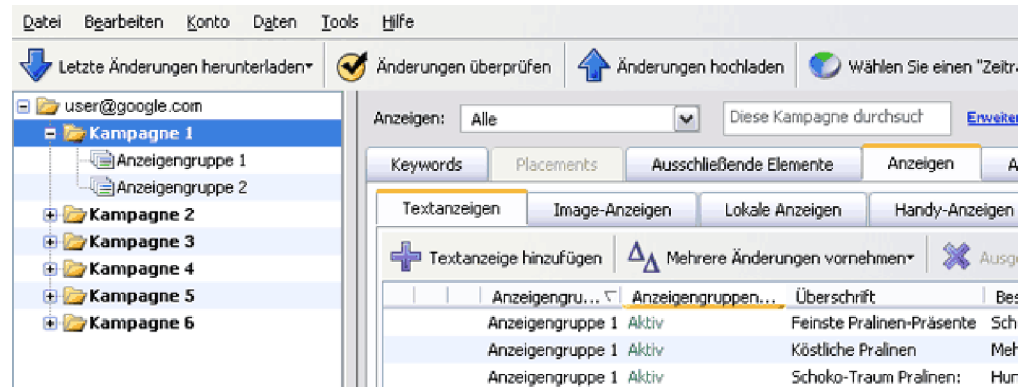 Datei Bearbeiten Konto Daten Tools Hilfe
Letzte Änderungen herunterladen Änderungen überprüfen Änderungen hochladen Wählen Sie einen
user@google.com
Kampagne 1
Anzeigengruppe 1
Anzeigengruppe 2
Kampagne 2
Kampagne 3
Kampagne 4
Kampagne 5
Kampagne 6
Anzeigen: Alle Diese Kampagne
Keywords Placements Ausschließende Elemente Anzeigen A
Textanzeigen Image-Anzeigen Lokale Anzeigen Handy-Anzeigen
Textanzeige hinzufügen Mehrere Änderungen vornehmen
Anzeigengru... Anzeigengruppen... Überschrift
Anzeigengruppe 1 Aktiv Feinste Pralinen-Präsente
Anzeigengruppe 1 Aktiv Köstliche Pralinen
Anzeigengruppe 1 Aktiv Schoko-Traum Pralinen: